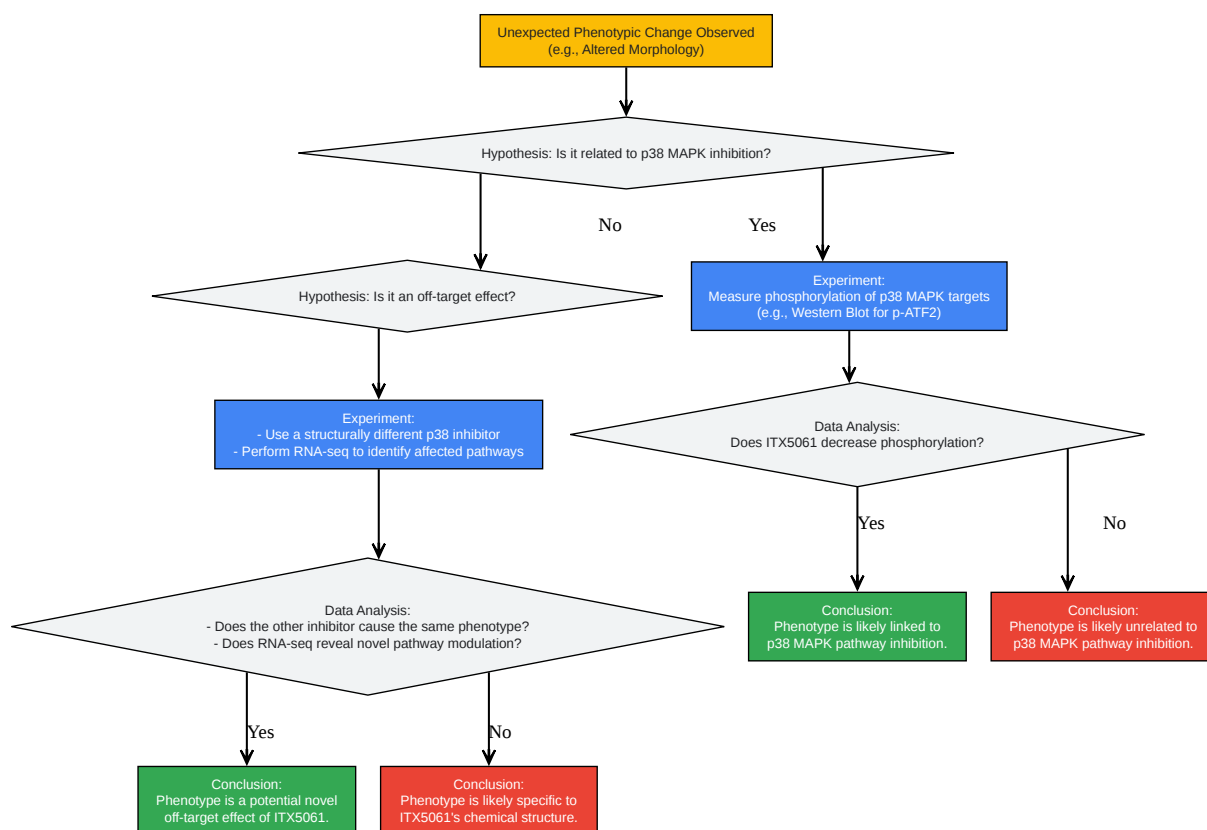 Unexpected Phenotypic Change Observed
(e.g., Altered Morphology)
Hypothesis: Is it related to p38 MAPK inhibition?
No
Yes
Hypothesis: Is it an off-target effect?
Experiment:
Measure phosphorylation of p38 MAPK targets
(e.g., Western Blot for p-ATF2)
Experiment:
- Use a structurally different p38 inhibitor
- Perform RNA-seq to identify affected pathways
Data Analysis:
Does ITX5061 decrease phosphorylation?
Yes
No
Data Analysis:
- Does the other inhibitor cause the same phenotype?
- Does RNA-seq reveal novel pathway modulation?
Conclusion:
Phenotype is likely linked to
p38 MAPK pathway inhibition.
Conclusion:
Phenotype is likely unrelated to
p38 MAPK pathway inhibition.
Yes
No
Conclusion:
Phenotype is a potential novel
off-target effect of ITX5061.
Conclusion:
Phenotype is likely specific to
ITX5061's chemical structure.